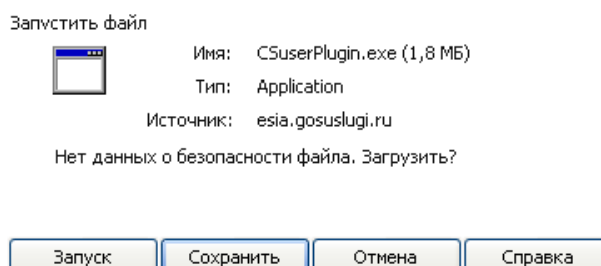 Запустить файл
Имя: CSuserPlugin.exe (1,8 МБ)
Тип: Application
Источник: esia.gosuslugi.ru
Нет данных о безопасности файла. Загрузить?
Запуск Сохранить Отмена Справка